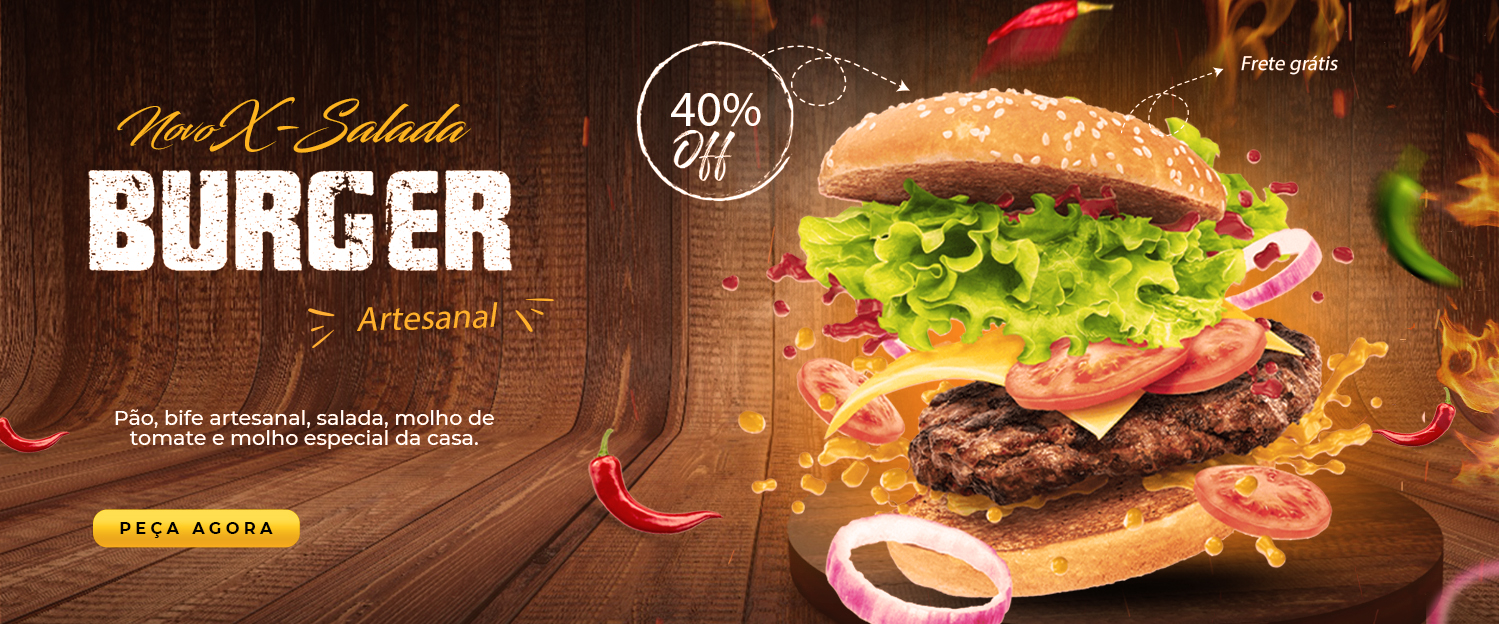 Novo X-Salada
BURGER
Artesanal
Pão, bife artesanal, salada, molho de
tomate e molho especial da casa.
PEÇA AGORA
40%
Off
Frete grátis